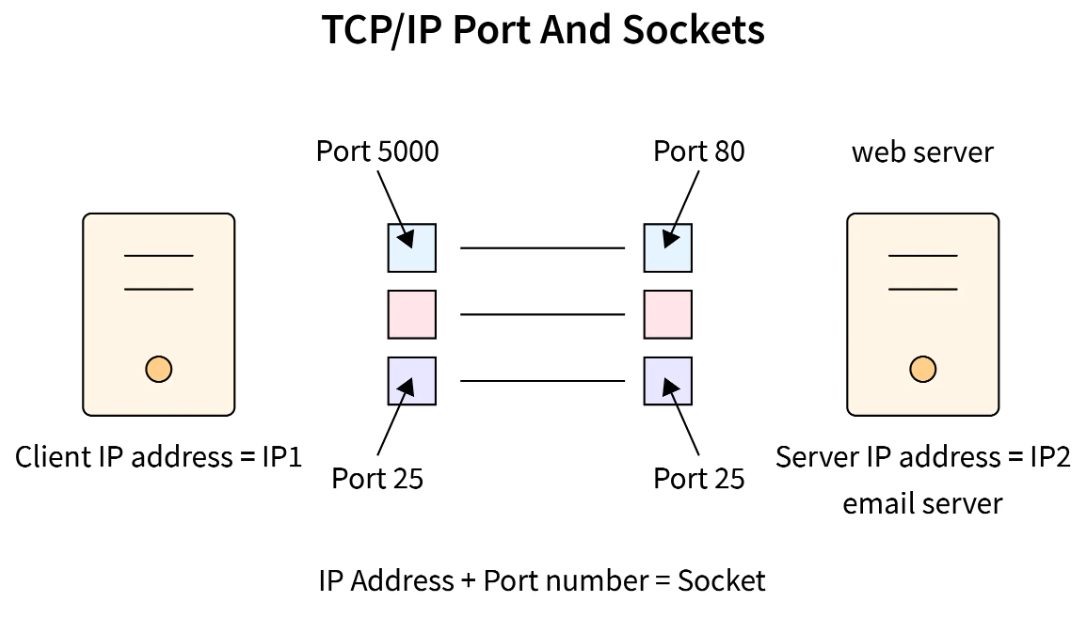 TCP/IP Port And Sockets
Port 5000
Port 80
web server
Client IP address = IP1
Port 25
Port 25
Server IP address = IP2
email server
IP Address + Port number = Socket